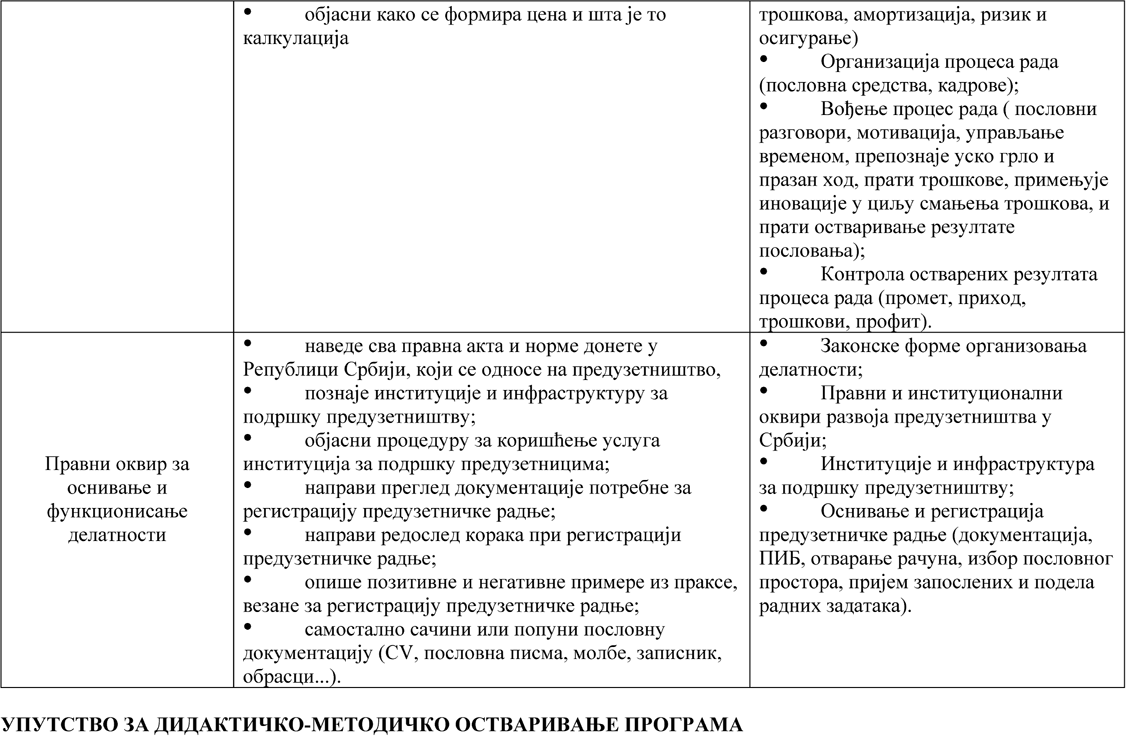 • објасни како се формира цена и шта је то
калкулација
трошкова, амортизација, ризик и
осигурање)
• Организација процеса рада
(пословна средства, кадрове);
• Вођење процес рада ( пословни
разговори, мотивација, управљање
временом, препознаје уско грло и
празан ход, прати трошкове, примењује
иновације у циљу смањења трошкова, и
прати остваривање резултате
пословања);
• Контрола остварених резултата
процеса рада (промет, приход,
трошкови, профит).
Правни оквир за
оснивање и
функционисање
делатности
• наведе сва правна акта и норме донете у
Републици Србији, који се односе на предузетништво,
• познаје институције и инфраструктуру за
подршку предузетништву;
• објасни процедуру за коришћење услуга
институција за подршку предузетницима;
• направи преглед документације потребне за
регистрацију предузетничке радње;
• направи редослед корака при регистрацији
предузетничке радње;
• опише позитивне и негативне примере из праксе,
везане за регистрацију предузетничке радње;
• самостално сачини или попуни пословну
документацију (CV, пословна писма, молбе, записник,
обрасци...).
• Законске форме организовања
делатности;
• Правни и институционални
оквири развоја предузетништва у
Србији;
• Институције и инфраструктура
за подршку предузетништву;
• Оснивање и регистрација
предузетничке радње (документација,
ПИБ, отварање рачуна, избор пословног
простора, пријем запослених и подела
радних задатака).
УПУТСТВО ЗА ДИДАКТИЧКО-МЕТОДИЧКО ОСТВАРИВАЊЕ ПРОГРАМА